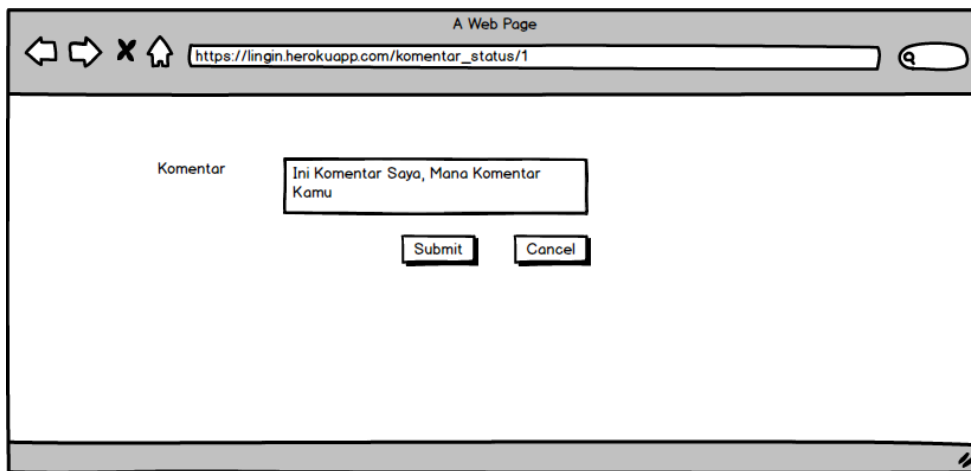 A Web Page
https://lingin.herokuapp.com/komentar_status/1
Komentar
Ini Komentar Saya, Mana Komentar
Kamu
Submit
Cancel